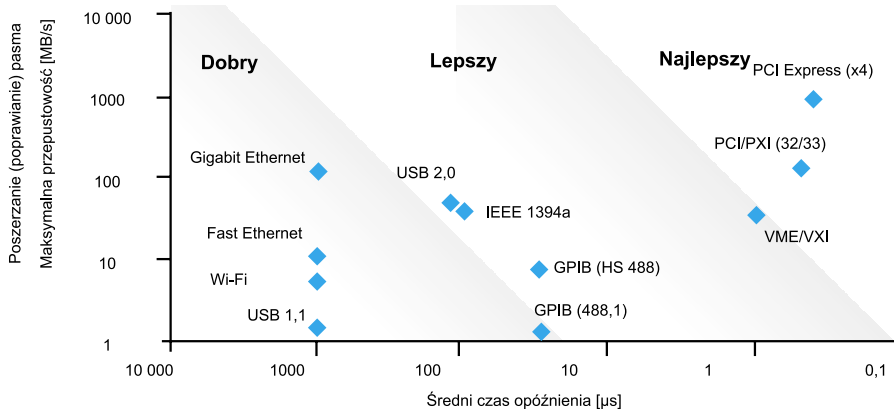 Poszerzanie (poprawianie) pasma
Maksymalna przepustowość [MB/s]
10 000
1000
100
10
1
Dobry
Lepszy
Najlepszy
PCI Express (x4)
PCI/PXI (32/33)
VME/VXI
Gigabit Ethernet
USB 2,0
IEEE 1394a
Fast Ethernet
Wi-Fi
USB 1,1
GPIB (HS 488)
GPIB (488,1)
10 000
1000
100
10
1
0,1
Średni czas opóźnienia [µs]